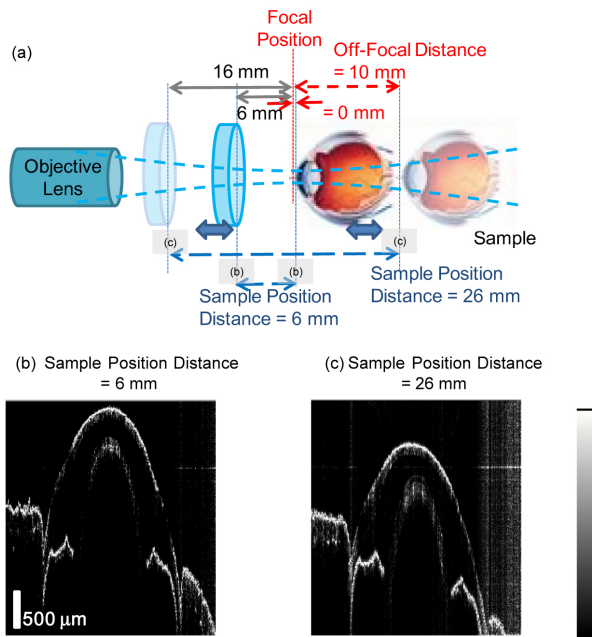 Focal
Position
(a)
Off-Focal Distance
= 10 mm
16 mm
6 mm
= 0 mm
Objective
Lens
Sample
(c)
(c)
(b)
(b)
Sample Position
Distance = 6 mm
Sample Position
Distance = 26 mm
(b) Sample Position Distance
= 6 mm
(c) Sample Position Distance
= 26 mm
500 μm